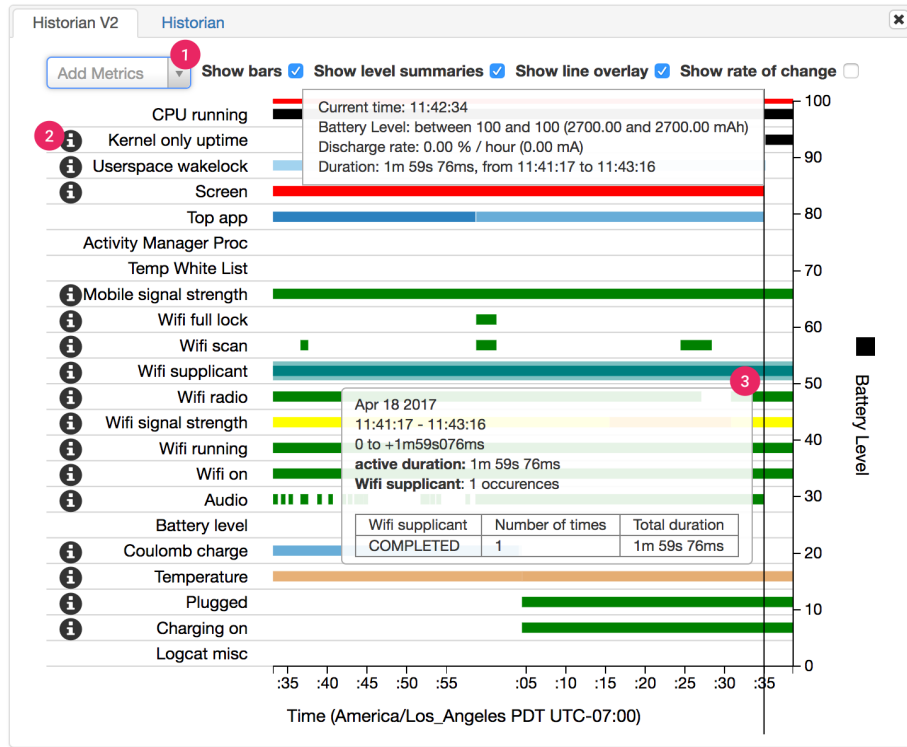 Historian V2 Historian
1
Add Metrics Show bars Show level summaries Show line overlay Show rate of change
Current time: 11:42:34
Battery Level: between 100 and 100 (2700.00 and 2700.00 mAh)
Discharge rate: 0.00 % / hour (0.00 mA)
Duration: 1m 59s 76ms, from 11:41:17 to 11:43:16
CPU running
2
Kernel only uptime
Userspace wakelock
Screen
Top app
Activity Manager Proc
Temp White List
Mobile signal strength
Wifi full lock
Wifi scan
Wifi supplicant
Wifi radio
Wifi signal strength
Wifi running
Wifi on
Audio
Battery level
Coulomb charge
Temperature
Plugged
Charging on
Logcat misc
3
Apr 18 2017
11:41:17 - 11:43:16
0 to +1m59s076ms
active duration: 1m 59s 76ms
Wifi supplicant: 1 occurences
Wifi supplicant Number of times Total duration
COMPLETED 1 1m 59s 76ms
100
90
80
70
60
50
40
30
20
10
0
Battery Level
:35 :40 :45 :50 :55 :05 :10 :15 :20 :25 :30 :35
Time (America/Los_Angeles PDT UTC-07:00)